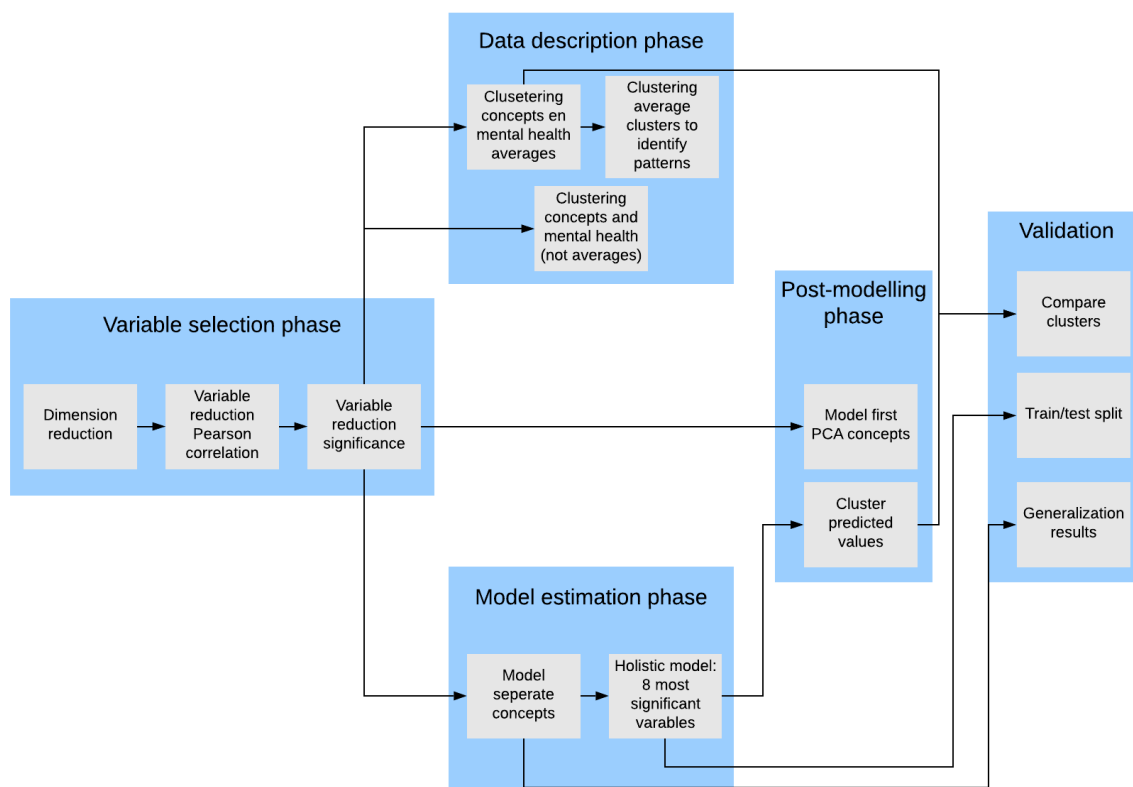 Data description phase
Clusetering
concepts en
mental health
averages
Clustering
average
clusters to
identify
patterns
Clustering
concepts and
mental health
(not averages)
Variable selection phase
Dimension
reduction
Variable
reduction
Pearson
correlation
Variable
reduction
significance
Model estimation phase
Model
seperate
concepts
Holistic model:
8 most
significant
varables
Post-modelling
phase
Model first
PCA concepts
Cluster
predicted
values
Validation
Compare
clusters
Train/test split
Generalization
results